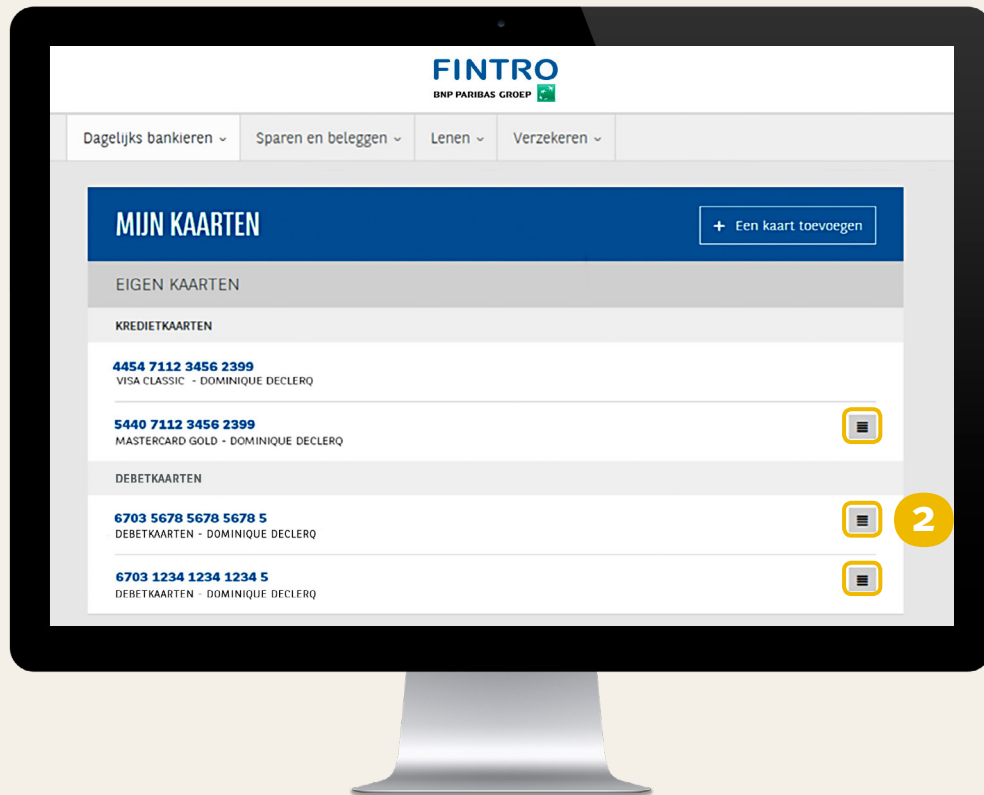 FINTRO
BNP PARIBAS GROEP
Dagelijks bankieren Sparen en beleggen Lenen Verzekeren
MIJN KAARTEN + Een kaart toevoegen
EIGEN KAARTEN
KREDIETKAARTEN
4454 7112 3456 2399
VISA CLASSIC - DOMINIQUE DECLERQ
5440 7112 3456 2399
MASTERCARD GOLD - DOMINIQUE DECLERQ
DEBETKAARTEN
6703 5678 5678 5678 5
DEBETKAARTEN - DOMINIQUE DECLERQ
2
6703 1234 1234 1234 5
DEBETKAARTEN - DOMINIQUE DECLERQ